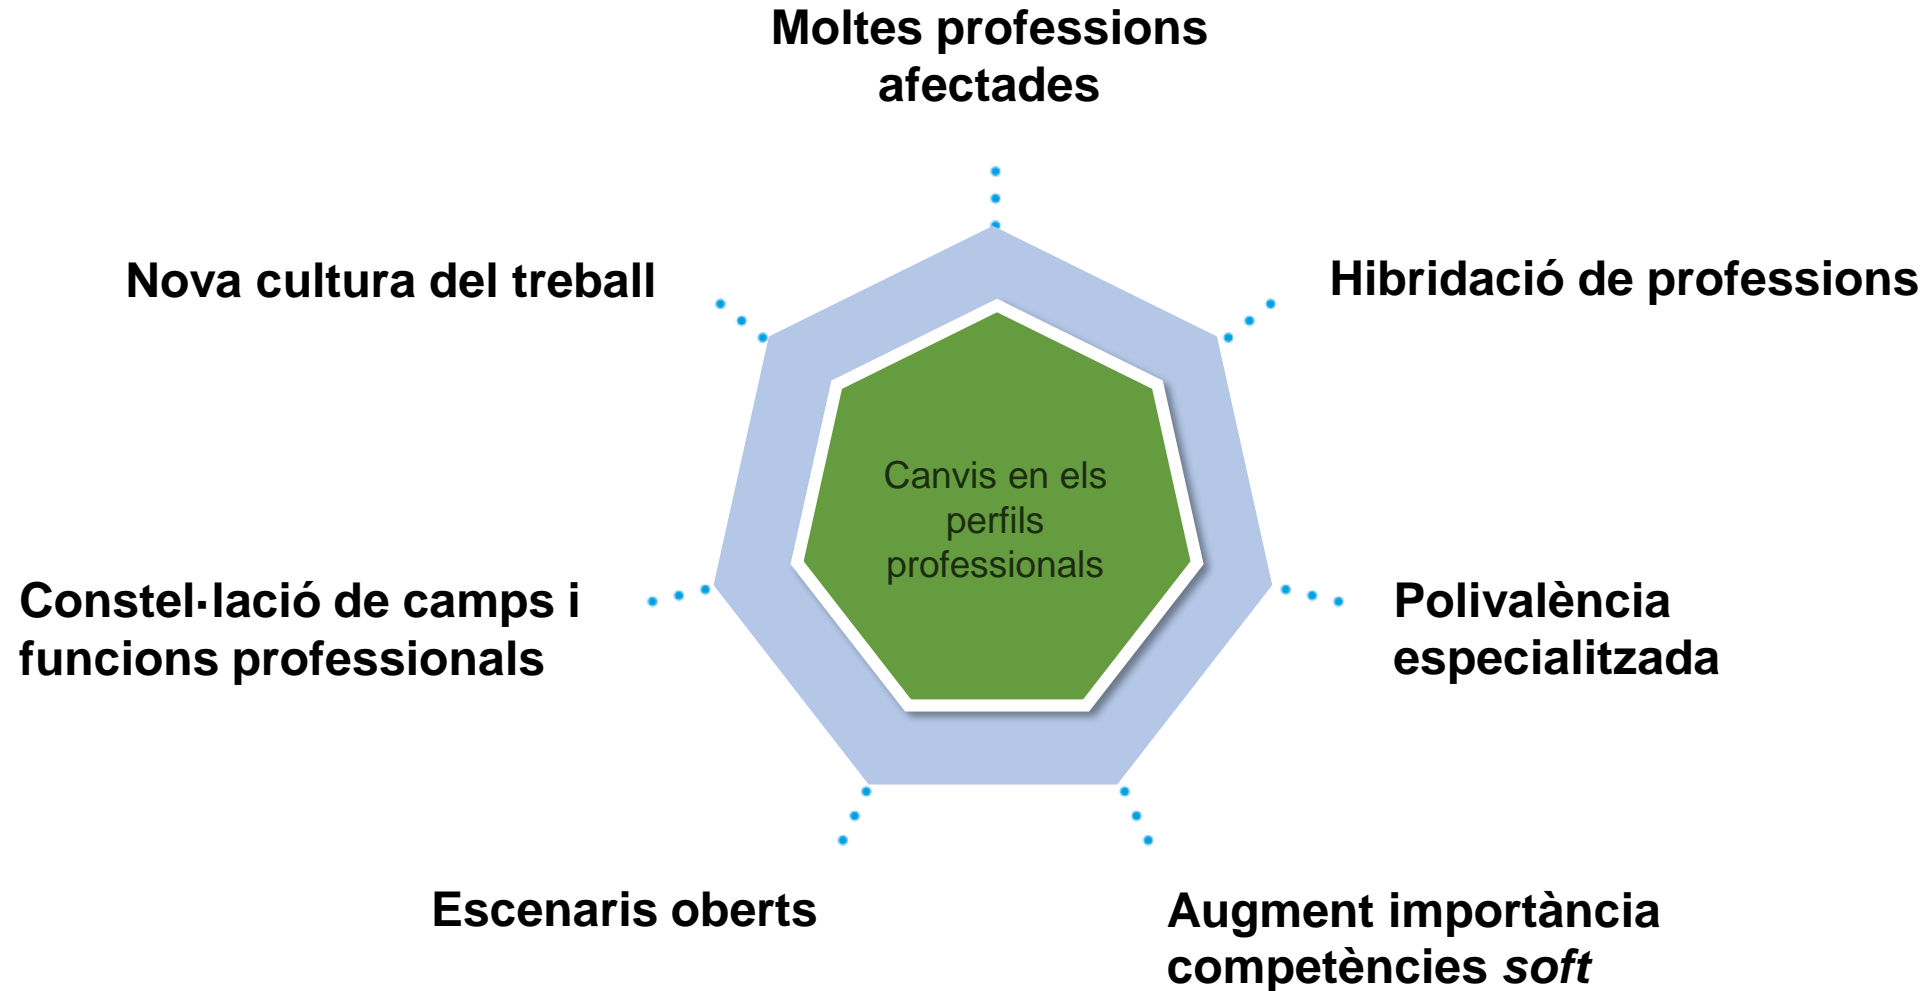 Moltes professions
afectades
Nova cultura del treball
Hibridació de professions
Canvis en els
perfils
professionals
Constel·lació de camps i
funcions professionals
Polivalència
especialitzada
Escenaris oberts
Augment importància
competències soft